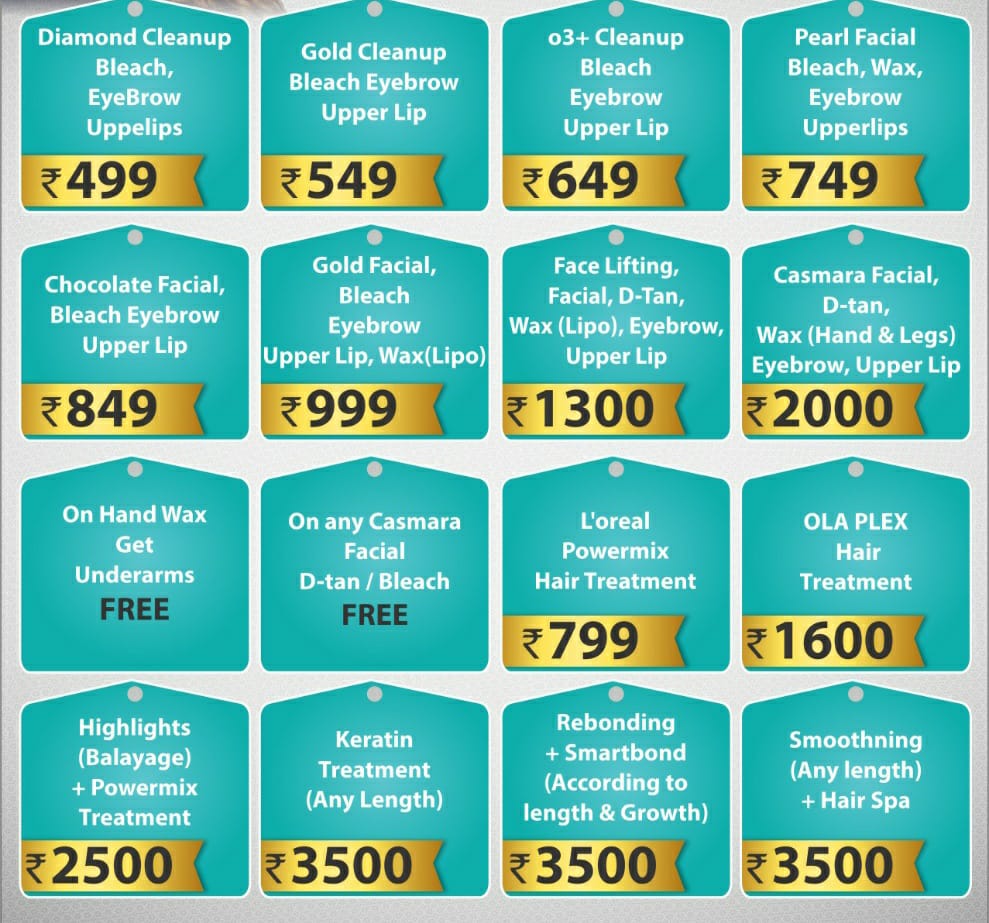 Diamond Cleanup
Bleach,
EyeBrow
Uppelips
₹499
Gold Cleanup
Bleach Eyebrow
Upper Lip
₹549
o3+ Cleanup
Bleach
Eyebrow
Upper Lip
₹649
Pearl Facial
Bleach, Wax,
Eyebrow
Upperlips
₹749
Chocolate Facial,
Bleach Eyebrow
Upper Lip
₹849
Gold Facial,
Bleach
Eyebrow
Upper Lip, Wax(Lipo)
₹999
Face Lifting,
Facial, D-Tan,
Wax (Lipo), Eyebrow,
Upper Lip
₹1300
Casmara Facial,
D-tan,
Wax (Hand & Legs)
Eyebrow, Upper Lip
₹2000
On Hand Wax
Get
Underarms
FREE
On any Casmara
Facial
D-tan / Bleach
FREE
L'oreal
Powermix
Hair Treatment
₹799
OLA PLEX
Hair
Treatment
₹1600
Highlights
(Balayage)
+ Powermix
Treatment
₹2500
Keratin
Treatment
(Any Length)
₹3500
Rebonding
+ Smartbond
(According to
length & Growth)
₹3500
Smoothning
(Any length)
+ Hair Spa
₹3500